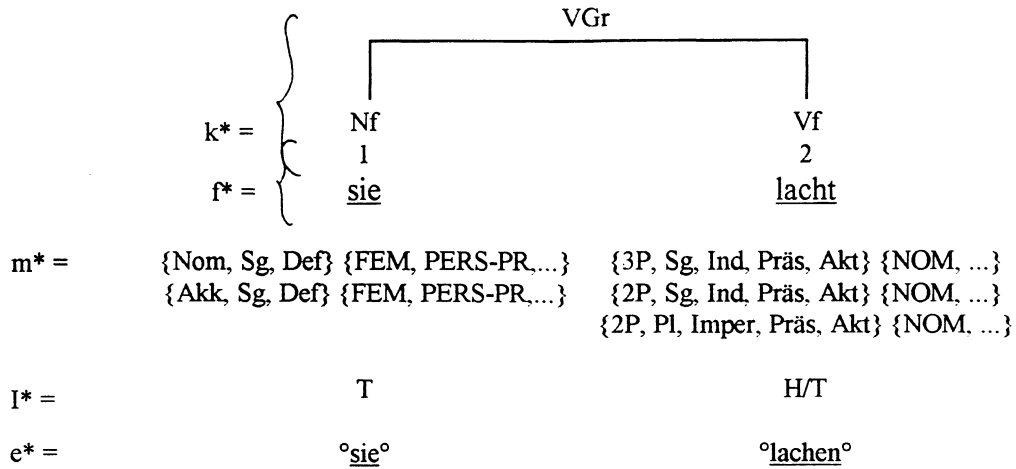 VGr
k* = Nf Vf
1 2
f* = sie lacht
m* = {Nom, Sg, Def} {FEM, PERS-PR,...} {3P, Sg, Ind, Präs, Akt} {NOM, ...}
{Akk, Sg, Def} {FEM, PERS-PR,...} {2P, Sg, Ind, Präs, Akt} {NOM, ...}
{2P, Pl, Imper, Präs, Akt} {NOM, ...}
I* = T H/T
e* = °sie° °lachen°